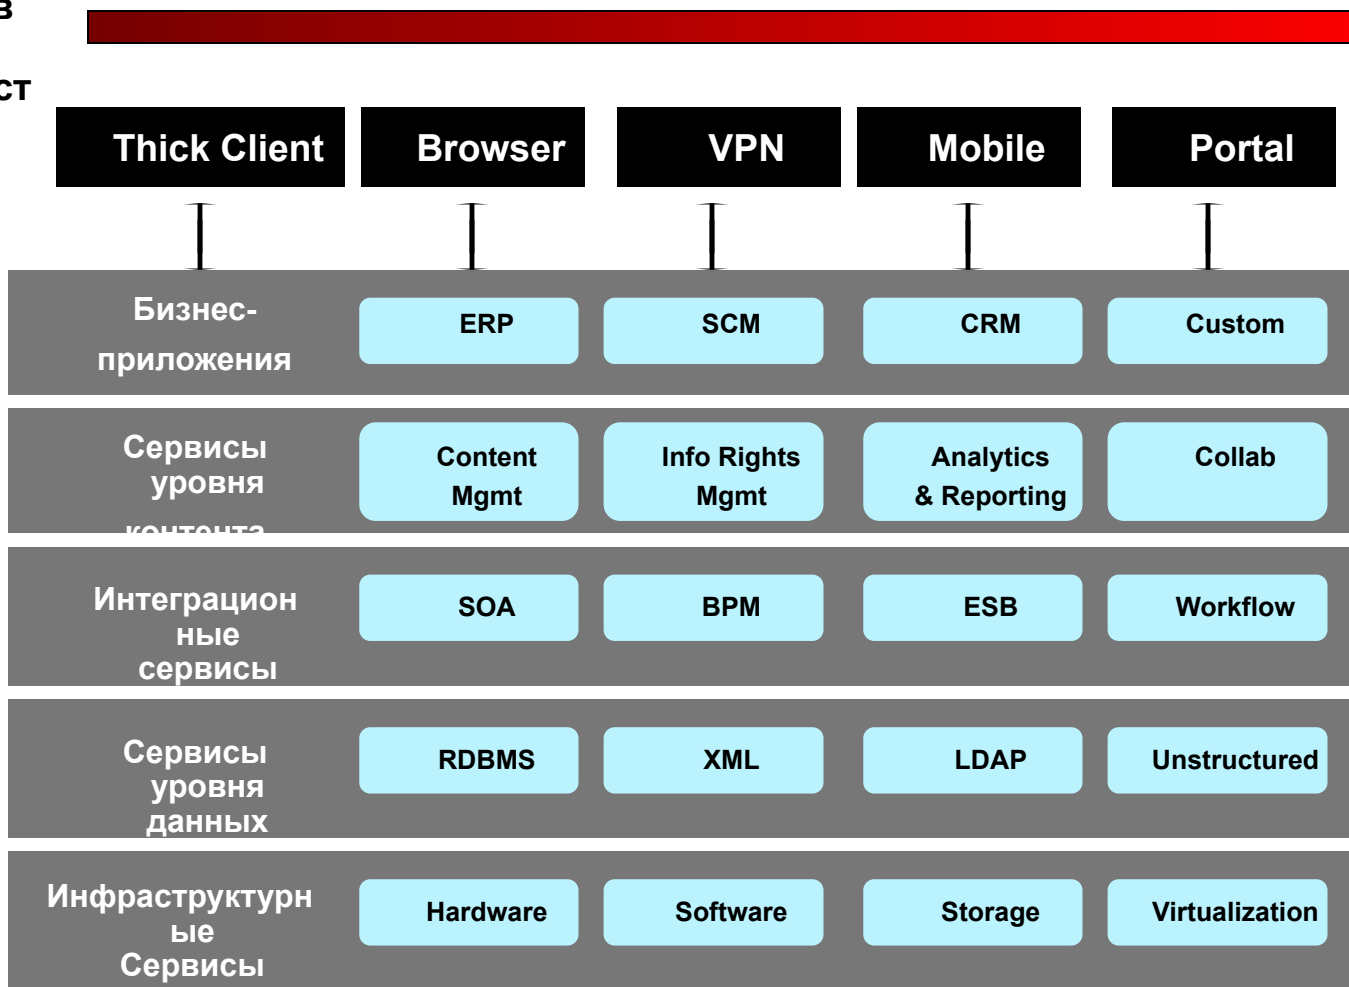 Thick Client
Browser
VPN
Mobile
Portal
Бизнес-
приложения
ERP
SCM
CRM
Custom
Сервисы
уровня
контента
Content
Mgmt
Info Rights
Mgmt
Analytics
& Reporting
Collab
Интеграцион
ные
сервисы
SOA
BPM
ESB
Workflow
Сервисы
уровня
данных
RDBMS
XML
LDAP
Unstructured
Инфраструктурн
ые
Сервисы
Hardware
Software
Storage
Virtualization